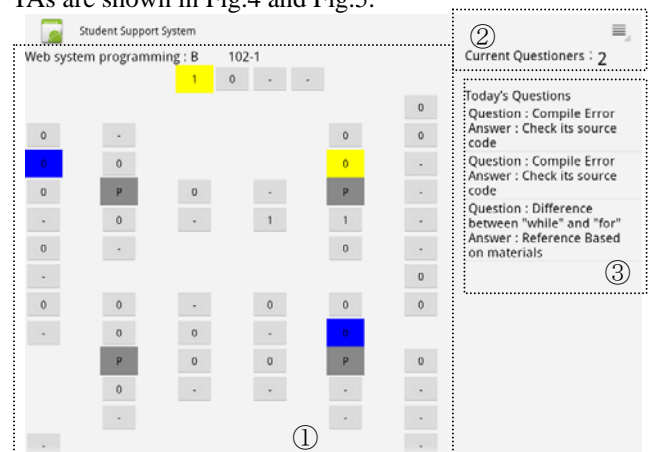 TAs are shown in Fig.4 and Fig.5.
Student Support System
Web system programming : B 102-1
1 0 - -
0
0 - 0 0
0 0 0 -
0 P 0 - P -
- 0 - 1 1 -
0 - 0 -
- 0
0 0 - 0 0 0
- 0 0 - 0
P 0 0 P 0
0 - - - -
- - -
- -
①
②
Current Questioners : 2
Today's Questions
Question : Compile Error
Answer : Check its source
code
Question : Compile Error
Answer : Check its source
code
Question : Difference
between "while" and "for"
Answer : Reference Based
on materials
③